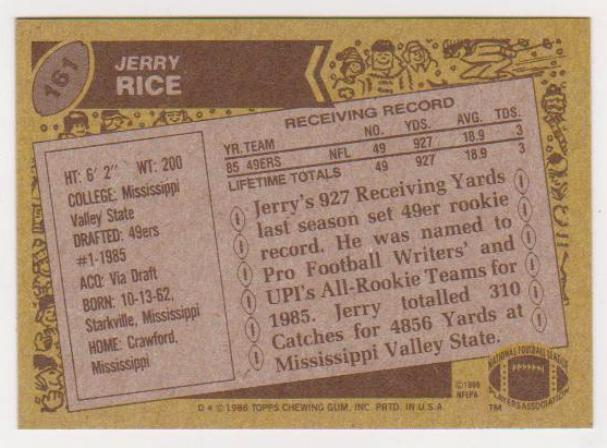 161
JERRY
RICE
RECEIVING RECORD
YR. TEAM NO. YDS. AVG. TDS.
85 49ERS NFL 49 927 18.9 3
LIFETIME TOTALS 49 927 18.9 3
HT: 6' 2" WT: 200
COLLEGE: Mississippi
Valley State
DRAFTED: 49ers
#1-1985
ACQ: Via Draft
BORN: 10-13-62,
Starkville, Mississippi
HOME: Crawford,
Mississippi
Jerry's 927 Receiving Yards
last season set 49er rookie
record. He was named to
Pro Football Writers' and
UPI's All-Rookie Teams for
1985. Jerry totalled 310
Catches for 4856 Yards at
Mississippi Valley State.
NATIONAL FOOTBALL LEAGUE
PLAYERS ASSOCIATION
©1986
NFLPA
TM
D★ © 1986 TOPPS CHEWING GUM, INC. PRTD. IN U.S.A.